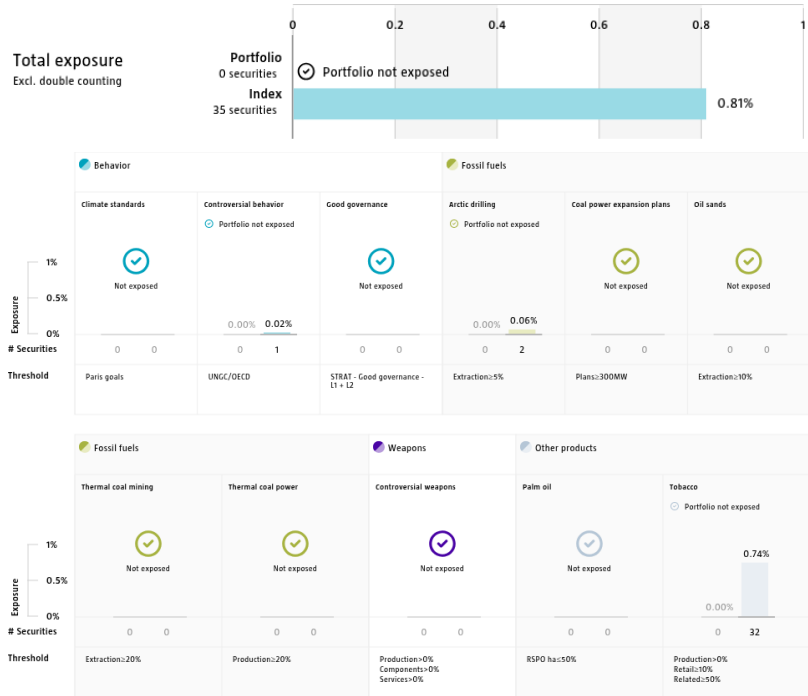 0 0.2 0.4 0.6 0.8 1
Total exposure
Excl. double counting
Portfolio
0 securities
Portfolio not exposed
Index
35 securities
0.81%
Behavior
Fossil fuels
Climate standards
Controversial behavior
Good governance
Arctic drilling
Coal power expansion plans
Oil sands
Portfolio not exposed
Portfolio not exposed
Exposure
1%
0.5%
0%
Not exposed
0.00% 0.02%
Not exposed
0.00% 0.06%
Not exposed
Not exposed
# Securities
0 0
0 1
0 0
0 2
0 0
0 0
Threshold
Paris goals
UNGC/OECD
STRAT - Good governance -
L1 + L2
Extraction≥5%
Plans≥300MW
Extraction≥10%
Fossil fuels
Weapons
Other products
Thermal coal mining
Thermal coal power
Controversial weapons
Palm oil
Tobacco
Portfolio not exposed
Exposure
1%
0.5%
0%
Not exposed
Not exposed
Not exposed
Not exposed
0.00% 0.74%
# Securities
0 0
0 0
0 0
0 0
0 32
Threshold
Extraction≥20%
Production≥20%
Production>0%
Components>0%
Services>0%
RSPO ha≤50%
Production>0%
Retail≥10%
Related≥50%